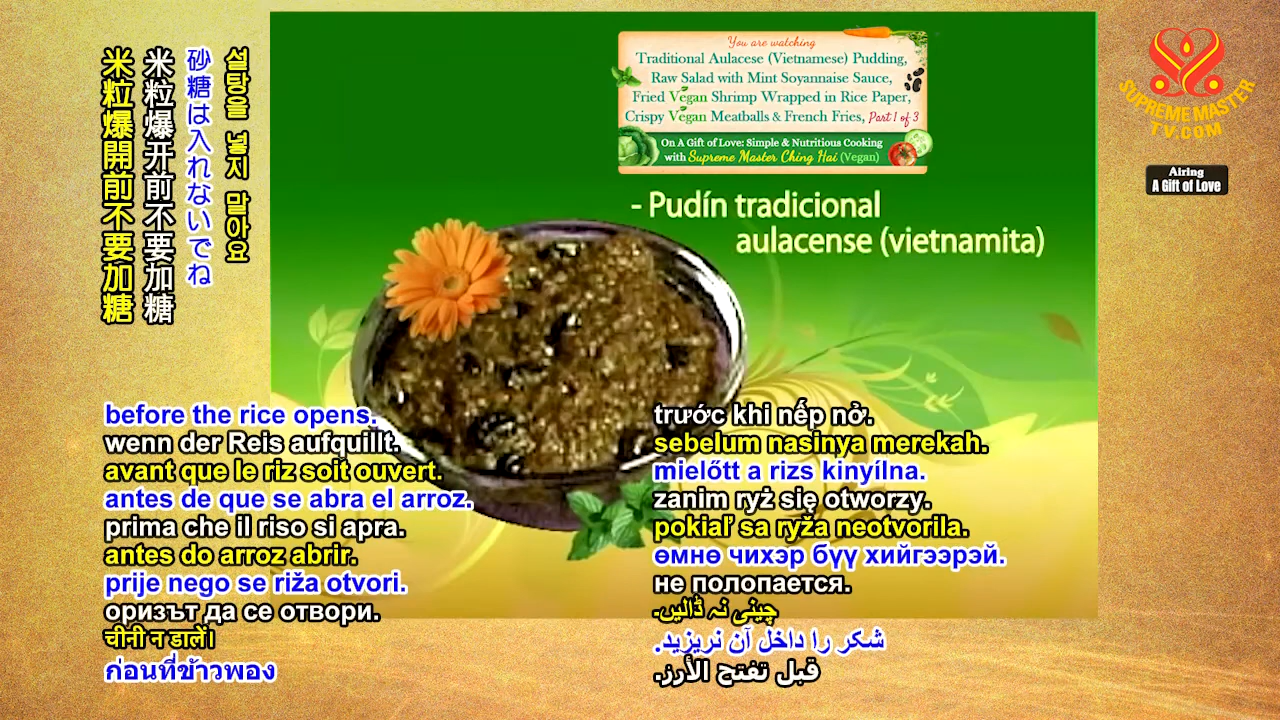 설탕을 넣지 말아요
砂糖は入れないでね
米粒爆开前不要加糖
米粒爆開前不要加糖
You are watching
Traditional Aulacese (Vietnamese) Pudding,
Raw Salad with Mint Soyannaise Sauce,
Fried Vegan Shrimp Wrapped in Rice Paper,
Crispy Vegan Meatballs & French Fries, Part 1 of 3
On A Gift of Love: Simple & Nutritious Cooking
with Supreme Master Ching Hai (Vegan)
SUPREME MASTER
TV.COM
Airing
A Gift of Love
- Pudín tradicional
aulacense (vietnamita)
before the rice opens.
wenn der Reis aufquillt.
avant que le riz soit ouvert.
antes de que se abra el arroz.
prima che il riso si apra.
antes do arroz abrir.
prije nego se riža otvori.
оризът да се отвори.
चीनी न डालें।
ก่อนที่ข้าวพอง
trước khi nếp nở.
sebelum nasinya merekah.
mielőtt a rizs kinyílna.
zanim ryż się otworzy.
pokiaľ sa ryža neotvorila.
өмнө чихэр бүү хийгээрэй.
не полопается.
چینی نہ ڈالیں۔
شکر را داخل آن نریزید.
قبل تفتح الأرز.